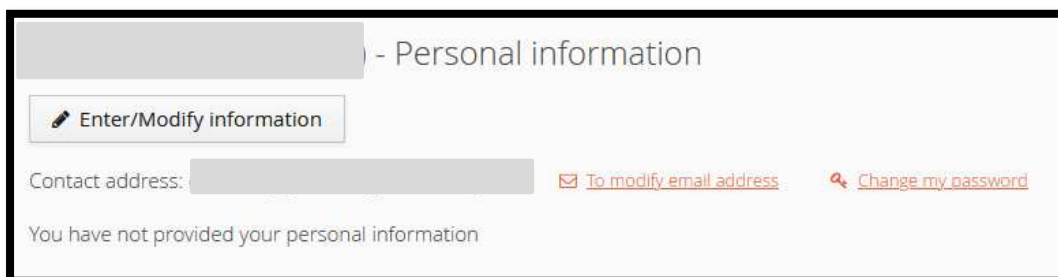 ) - Personal information
Enter/Modify information
Contact address: To modify email address Change my password
You have not provided your personal information